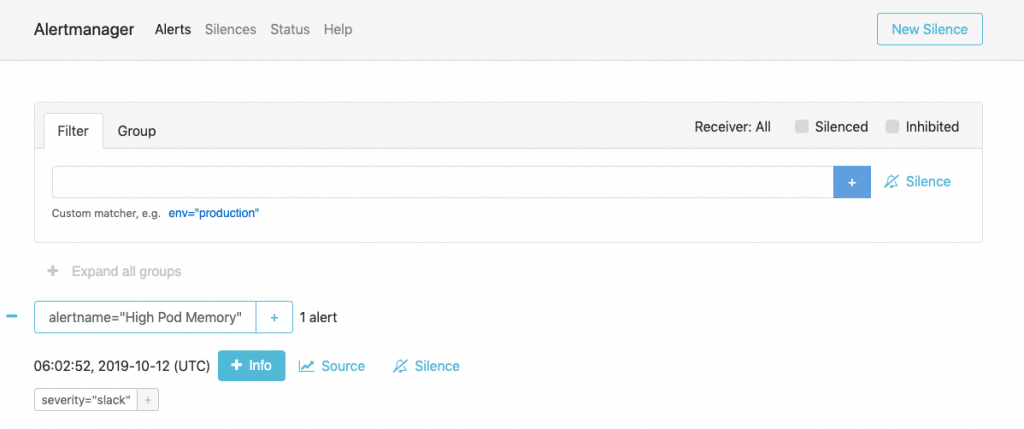 Alertmanager Alerts Silences Status Help New Silence
Filter Group Receiver: All Silenced Inhibited
+ Silence
Custom matcher, e.g. env="production"
+ Expand all groups
- alertname="High Pod Memory" + 1 alert
06:02:52, 2019-10-12 (UTC) + Info Source Silence
severity="slack" +